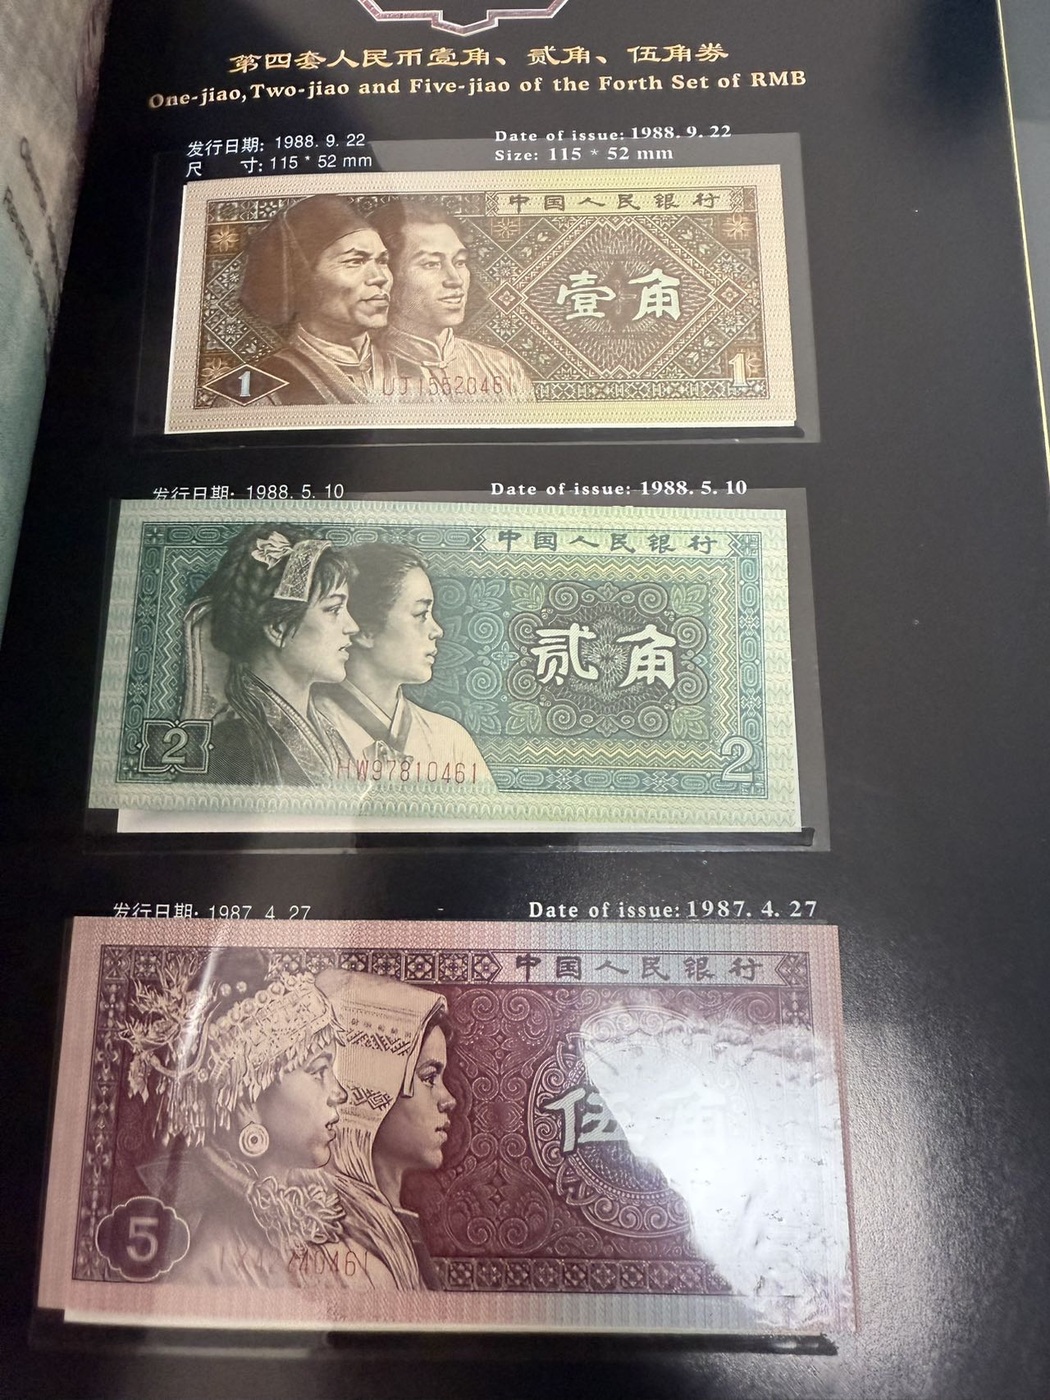 第四套人民币壹角、贰角、伍角券
One-jiao,Two-jiao and Five-jiao of the Forth Set of RMB
发行日期: 1988. 9. 22
Date of issue: 1988. 9. 22
尺 寸: 115 * 52 mm
Size: 115 * 52 mm
中国人民银行
壹角
UJ15520461
1
1
发行日期: 1988. 5. 10
Date of issue: 1988. 5. 10
中国人民银行
贰角
2
HW97810461
2
发行日期: 1987. 4. 27
Date of issue: 1987. 4. 27
中国人民银行
伍角
5